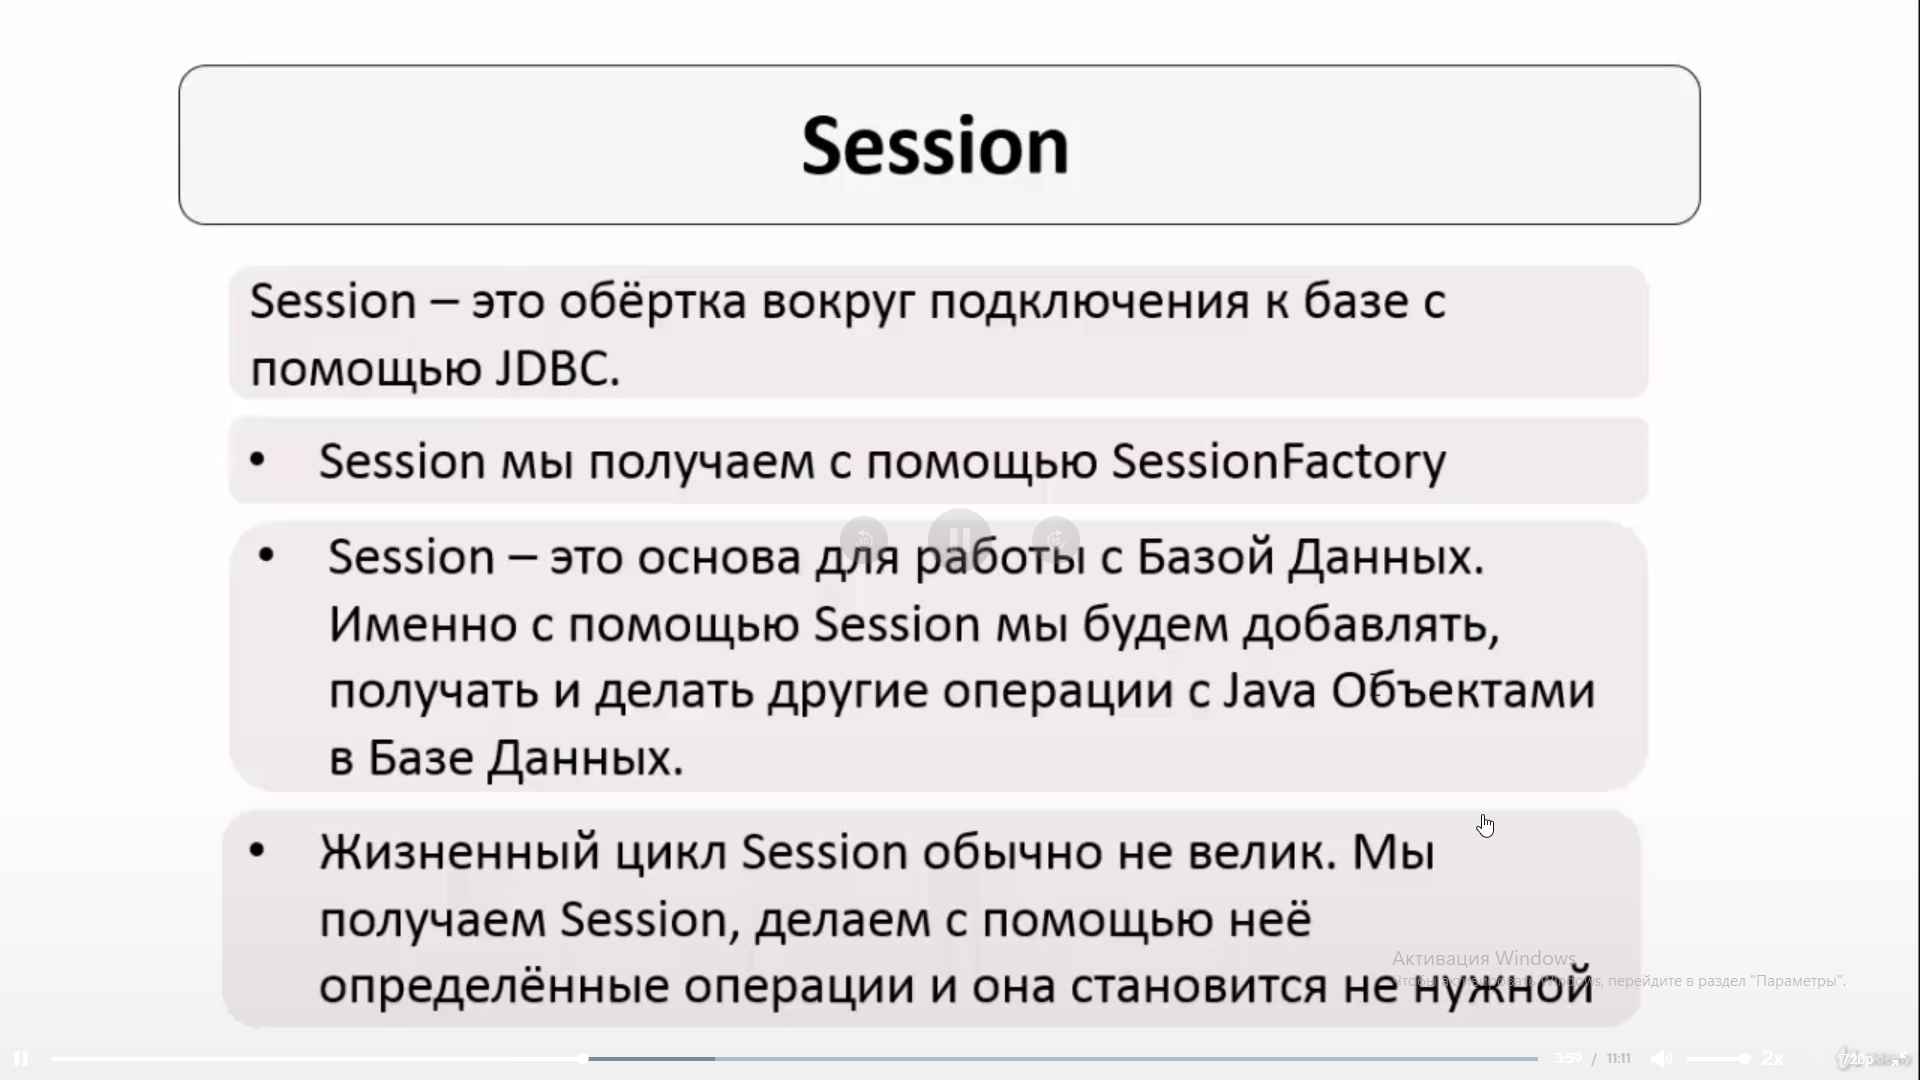 Session
Session – это обёртка вокруг подключения к базе с
помощью JDBC.
• Session мы получаем с помощью SessionFactory
• Session – это основа для работы с Базой Данных.
Именно с помощью Session мы будем добавлять,
получать и делать другие операции с Java Объектами
в Базе Данных.
• Жизненный цикл Session обычно не велик. Мы
получаем Session, делаем с помощью неё
определённые операции и она становится не нужной
Активация Windows
Чтобы активировать Windows, перейдите в раздел "Параметры".
3:59 / 11:11 2x 720p